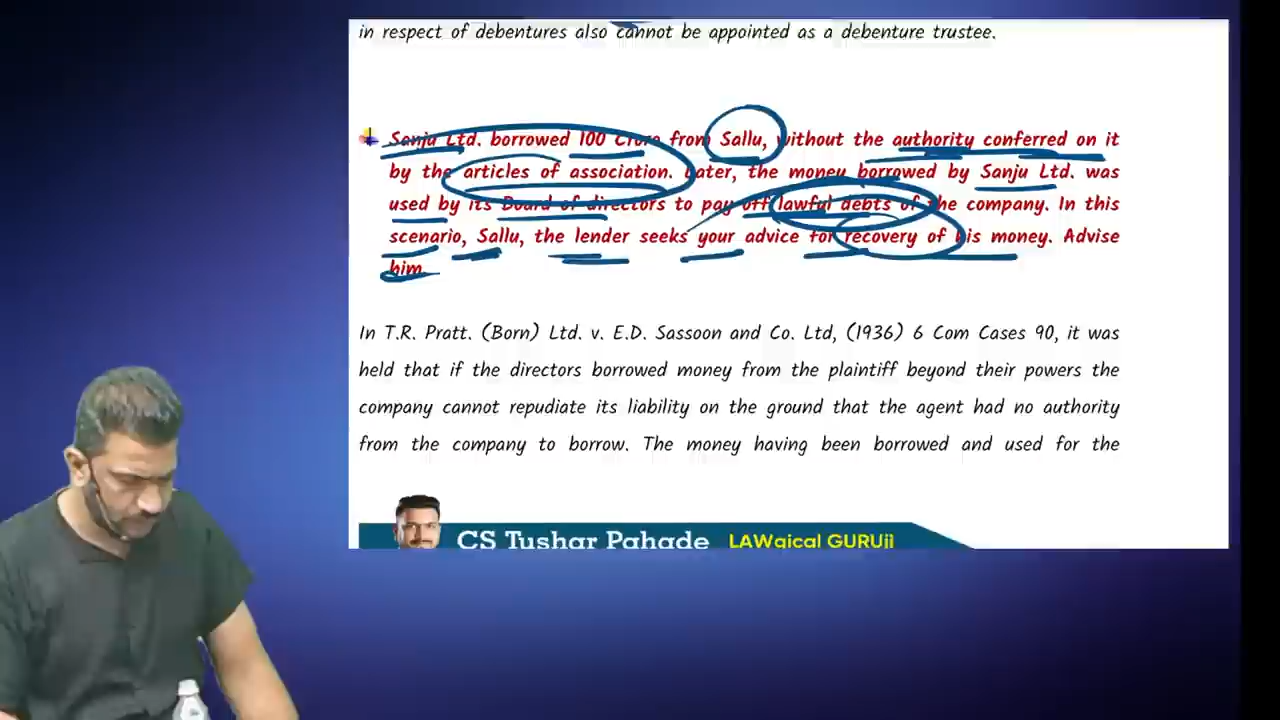 in respect of debentures also cannot be appointed as a debenture trustee.
Sanju Ltd. borrowed 100 Crore from Sallu, without the authority conferred on it
by the articles of association. Later, the money borrowed by Sanju Ltd. was
used by its Board of directors to pay off lawful debts of the company. In this
scenario, Sallu, the lender seeks your advice for recovery of his money. Advise
him.
In T.R. Pratt. (Born) Ltd. v. E.D. Sassoon and Co. Ltd, (1936) 6 Com Cases 90, it was
held that if the directors borrowed money from the plaintiff beyond their powers the
company cannot repudiate its liability on the ground that the agent had no authority
from the company to borrow. The money having been borrowed and used for the
CS Tushar Pahade LAWgical GURUji